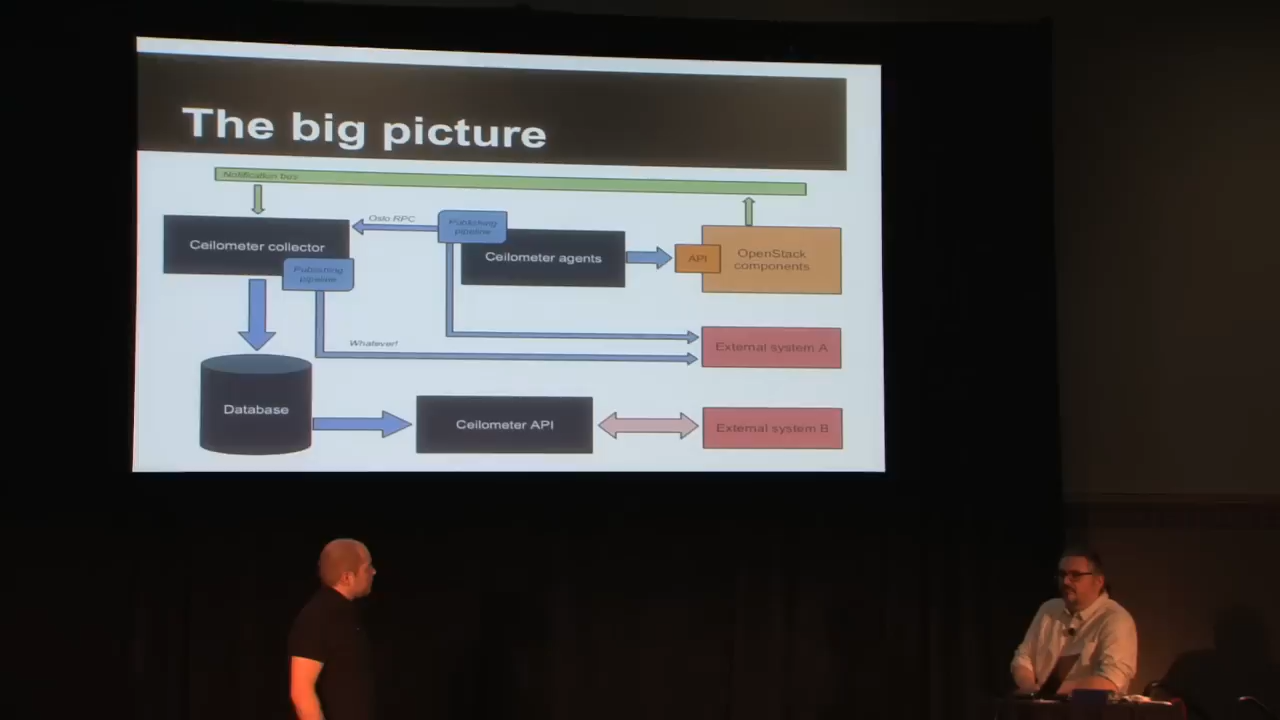 The big picture
Notification bus
Oslo RPC
Publishing
pipeline
Ceilometer collector
Ceilometer agents
API
OpenStack
components
Publishing
pipeline
Whatever!
External system A
Database
Ceilometer API
External system B